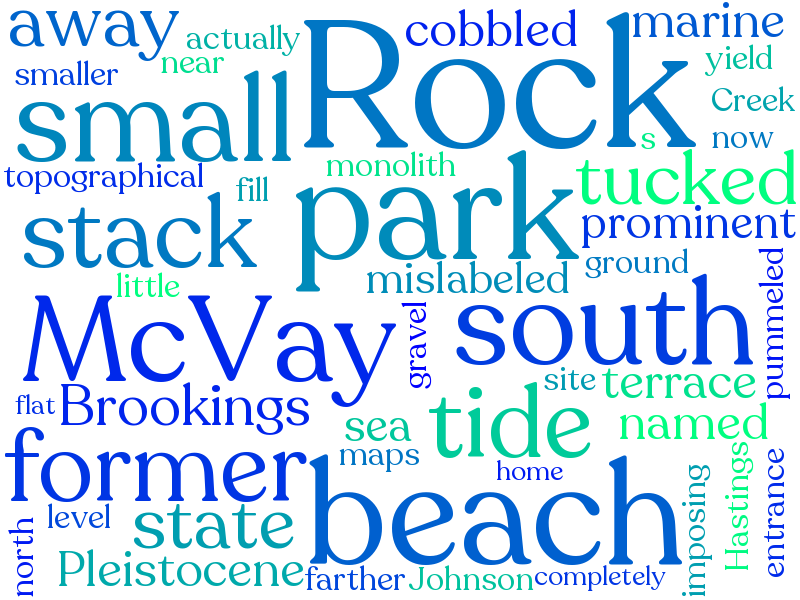 away
actually
near
smaller
Rock
cobbled
marine
yield
Creek
now
s
small
topographical
fill
monolith
park
tucked
prominent
stack
little
mislabeled
ground
McVay
gravel
south
pummeled
flat
Brookings
site
terrace
named
sea
tide
maps
former
home
beach
level
state
north
Pleistocene
farther
Johnson
completely
imposing
Hastings
entrance